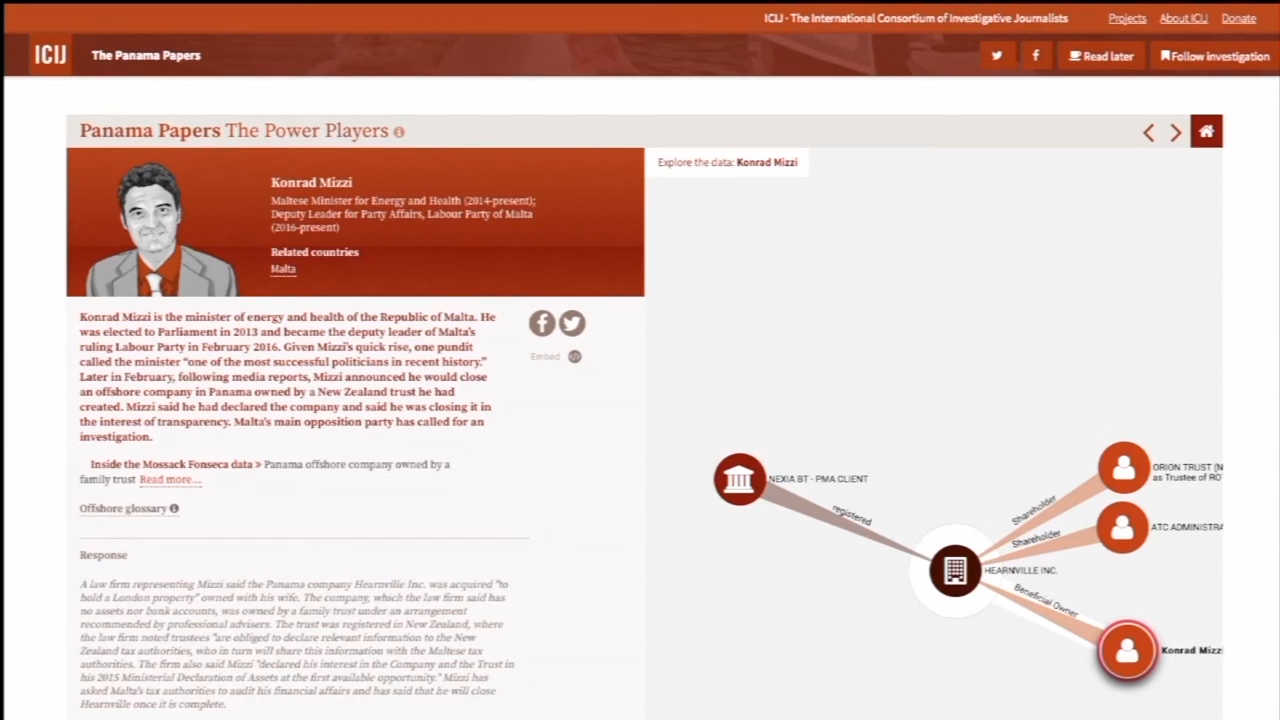 ICIJ - The International Consortium of Investigative Journalists Projects About ICIJ Donate
ICIJ The Panama Papers Read later Follow investigation
Panama Papers The Power Players
Explore the data: Konrad Mizzi
Konrad Mizzi
Maltese Minister for Energy and Health (2014-present);
Deputy Leader for Party Affairs, Labour Party of Malta
(2016-present)
Related countries
Malta
Konrad Mizzi is the minister of energy and health of the Republic of Malta. He
was elected to Parliament in 2013 and became the deputy leader of Malta's
ruling Labour Party in February 2016. Given Mizzi's quick rise, one pundit
called the minister "one of the most successful politicians in recent history."
Later in February, following media reports, Mizzi announced he would close
an offshore company in Panama owned by a New Zealand trust he had
created. Mizzi said he had declared the company and said he was closing it in
the interest of transparency. Malta's main opposition party has called for an
investigation.
Embed
Inside the Mossack Fonseca data » Panama offshore company owned by a
family trust Read more...
Offshore glossary
Response
A law firm representing Mizzi said the Panama company Hearnville Inc. was acquired "to
hold a London property" owned with his wife. The company, which the law firm said has
no assets nor bank accounts, was owned by a family trust under an arrangement
recommended by professional advisers. The trust was registered in New Zealand, where
the law firm noted trustees "are obliged to declare relevant information to the New
Zealand tax authorities, who in turn will share this information with the Maltese tax
authorities. The firm also said Mizzi "declared his interest in the Company and the Trust in
his 2015 Ministerial Declaration of Assets at the first available opportunity." Mizzi has
asked Malta's tax authorities to audit his financial affairs and has said that he will close
Hearnville once it is complete.
NEXIA BT - PMA CLIENT
registered
HEARNVILLE INC.
Shareholder
ORION TRUST (N
as Trustee of RO
Shareholder
ATC ADMINISTRA
Beneficial Owner
Konrad Mizz